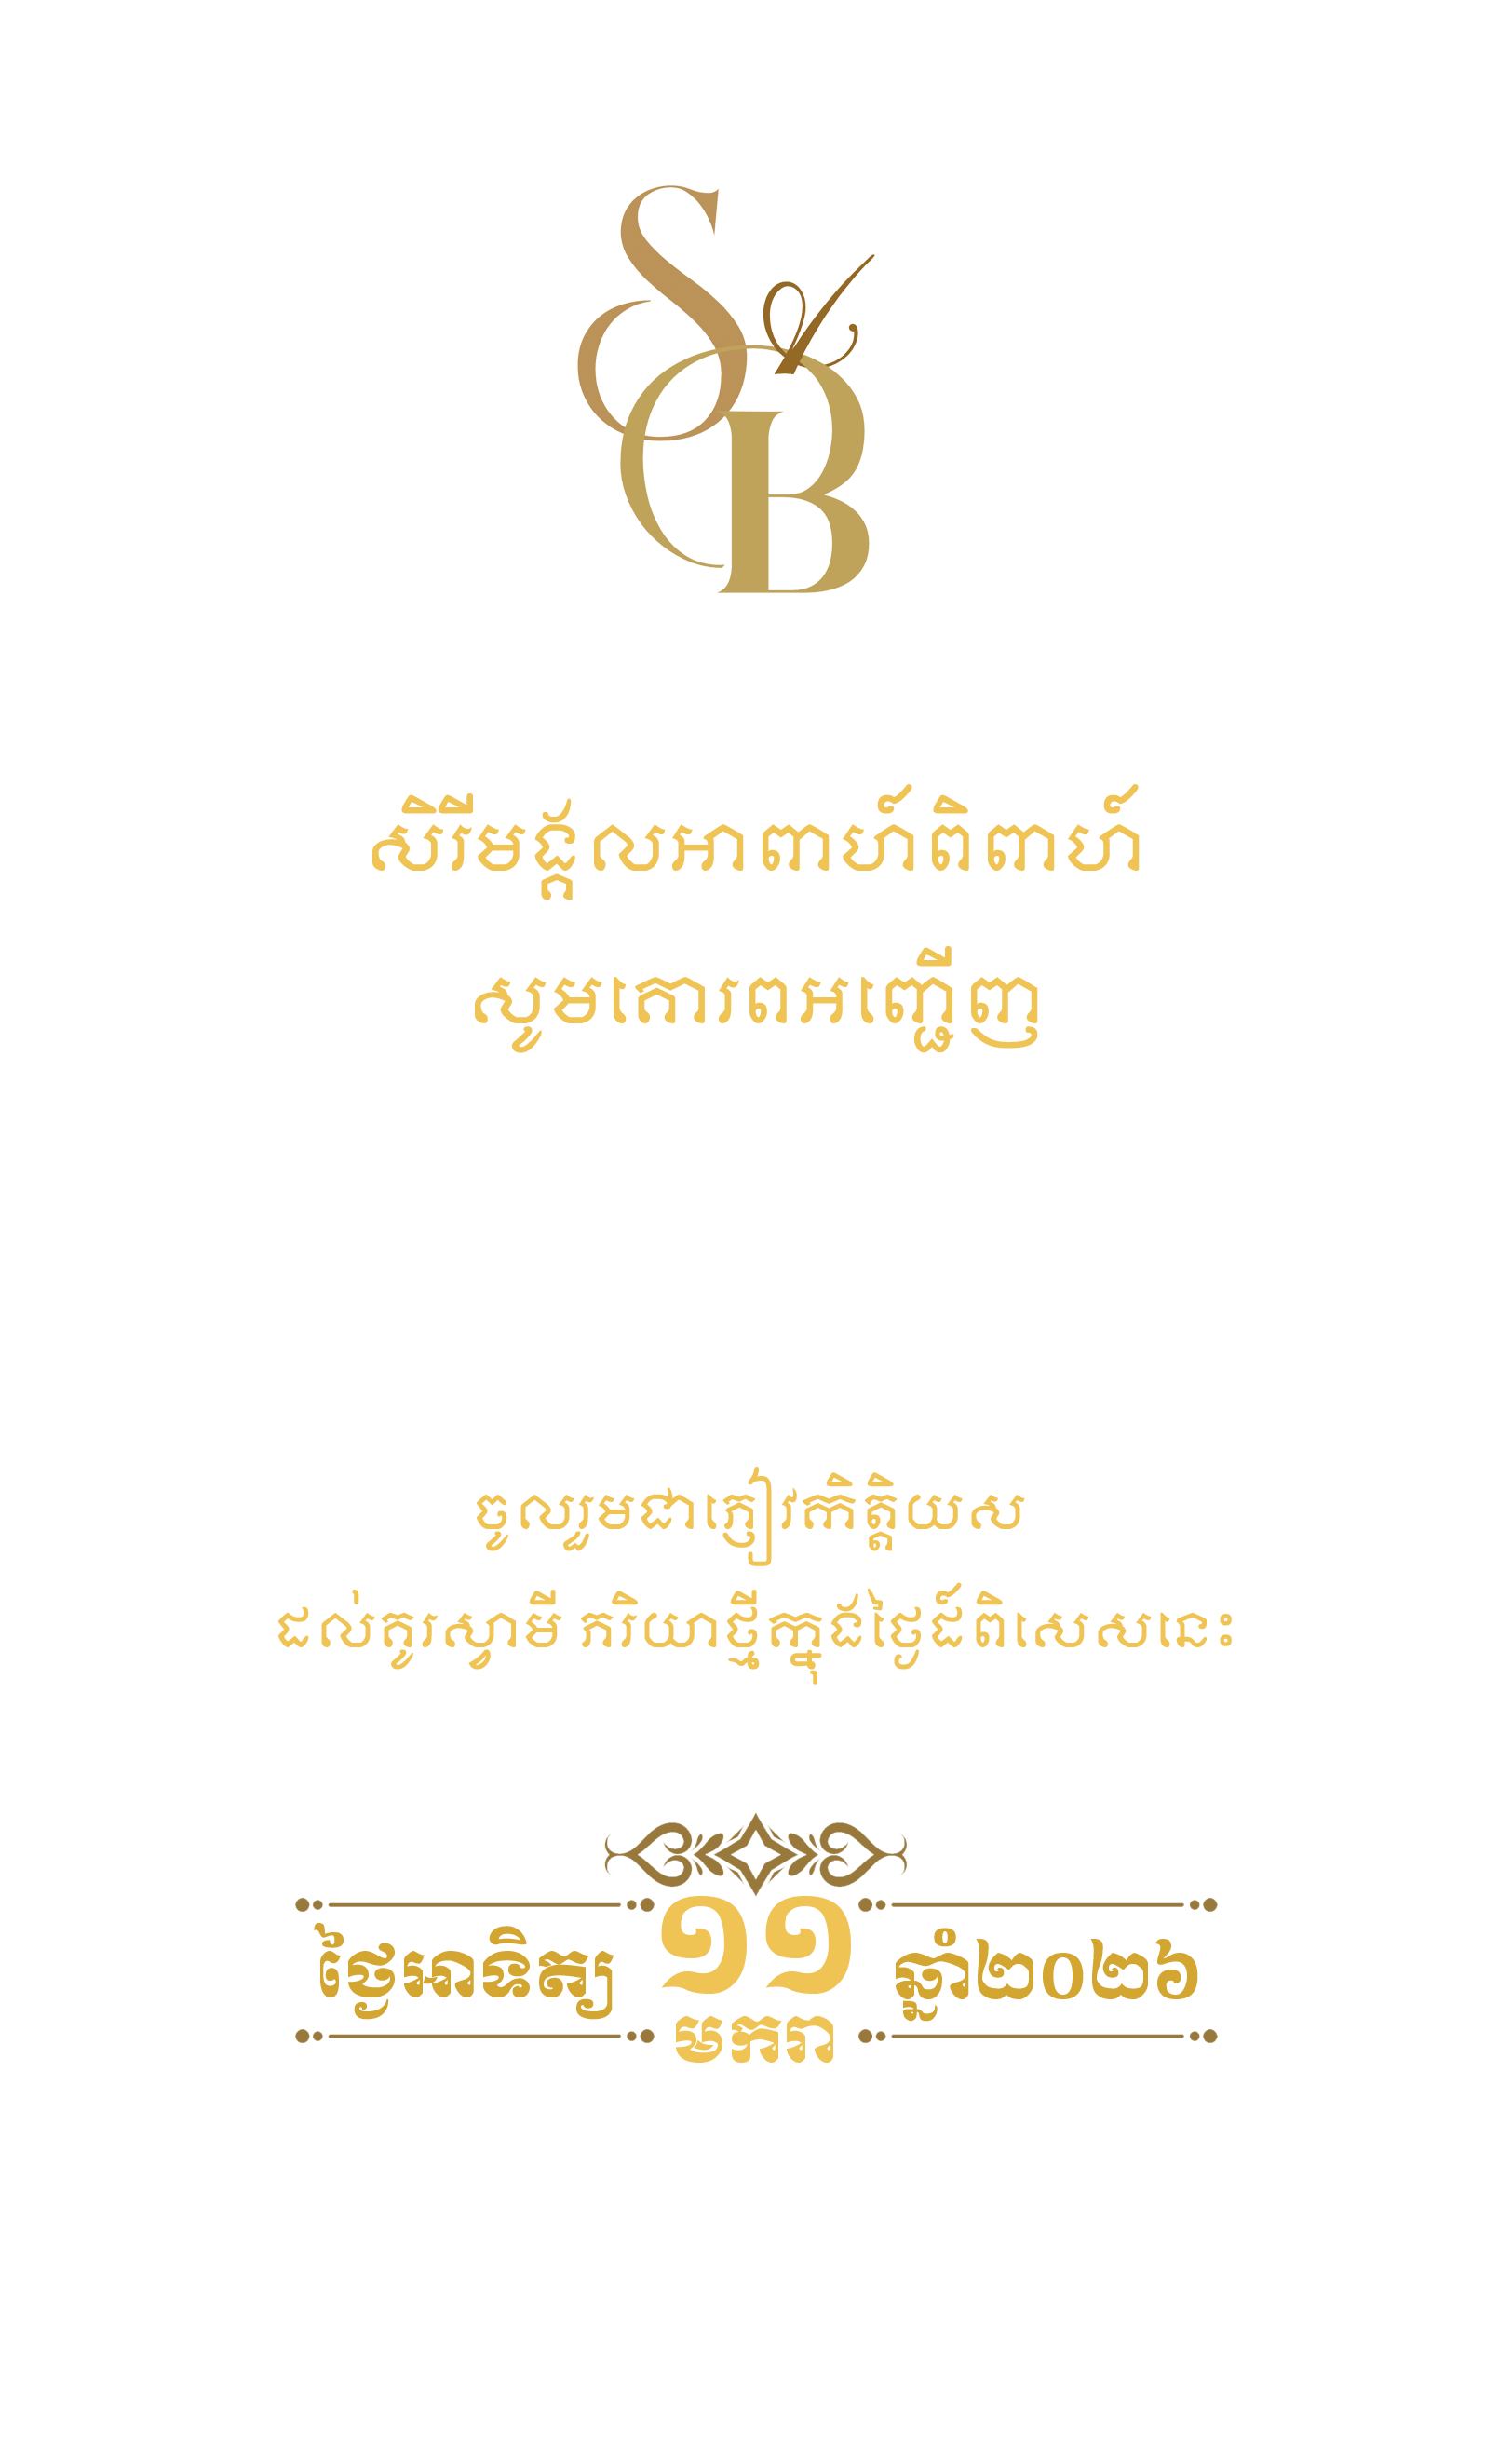 S & B
សិរីមង្គលអាពាហ៍ពិពាហ៍
សូមគោរពអញ្ជើញ
ចូលរួមជាភ្ញៀវកិត្តិយស
ដល់គូរស្វាមី ភរិយាថ្មីក្នុងថ្ងៃដ៏ពិសេសនេះ
ថ្ងៃអាទិត្យ ១១ ឆ្នាំ២០២៦
មករា